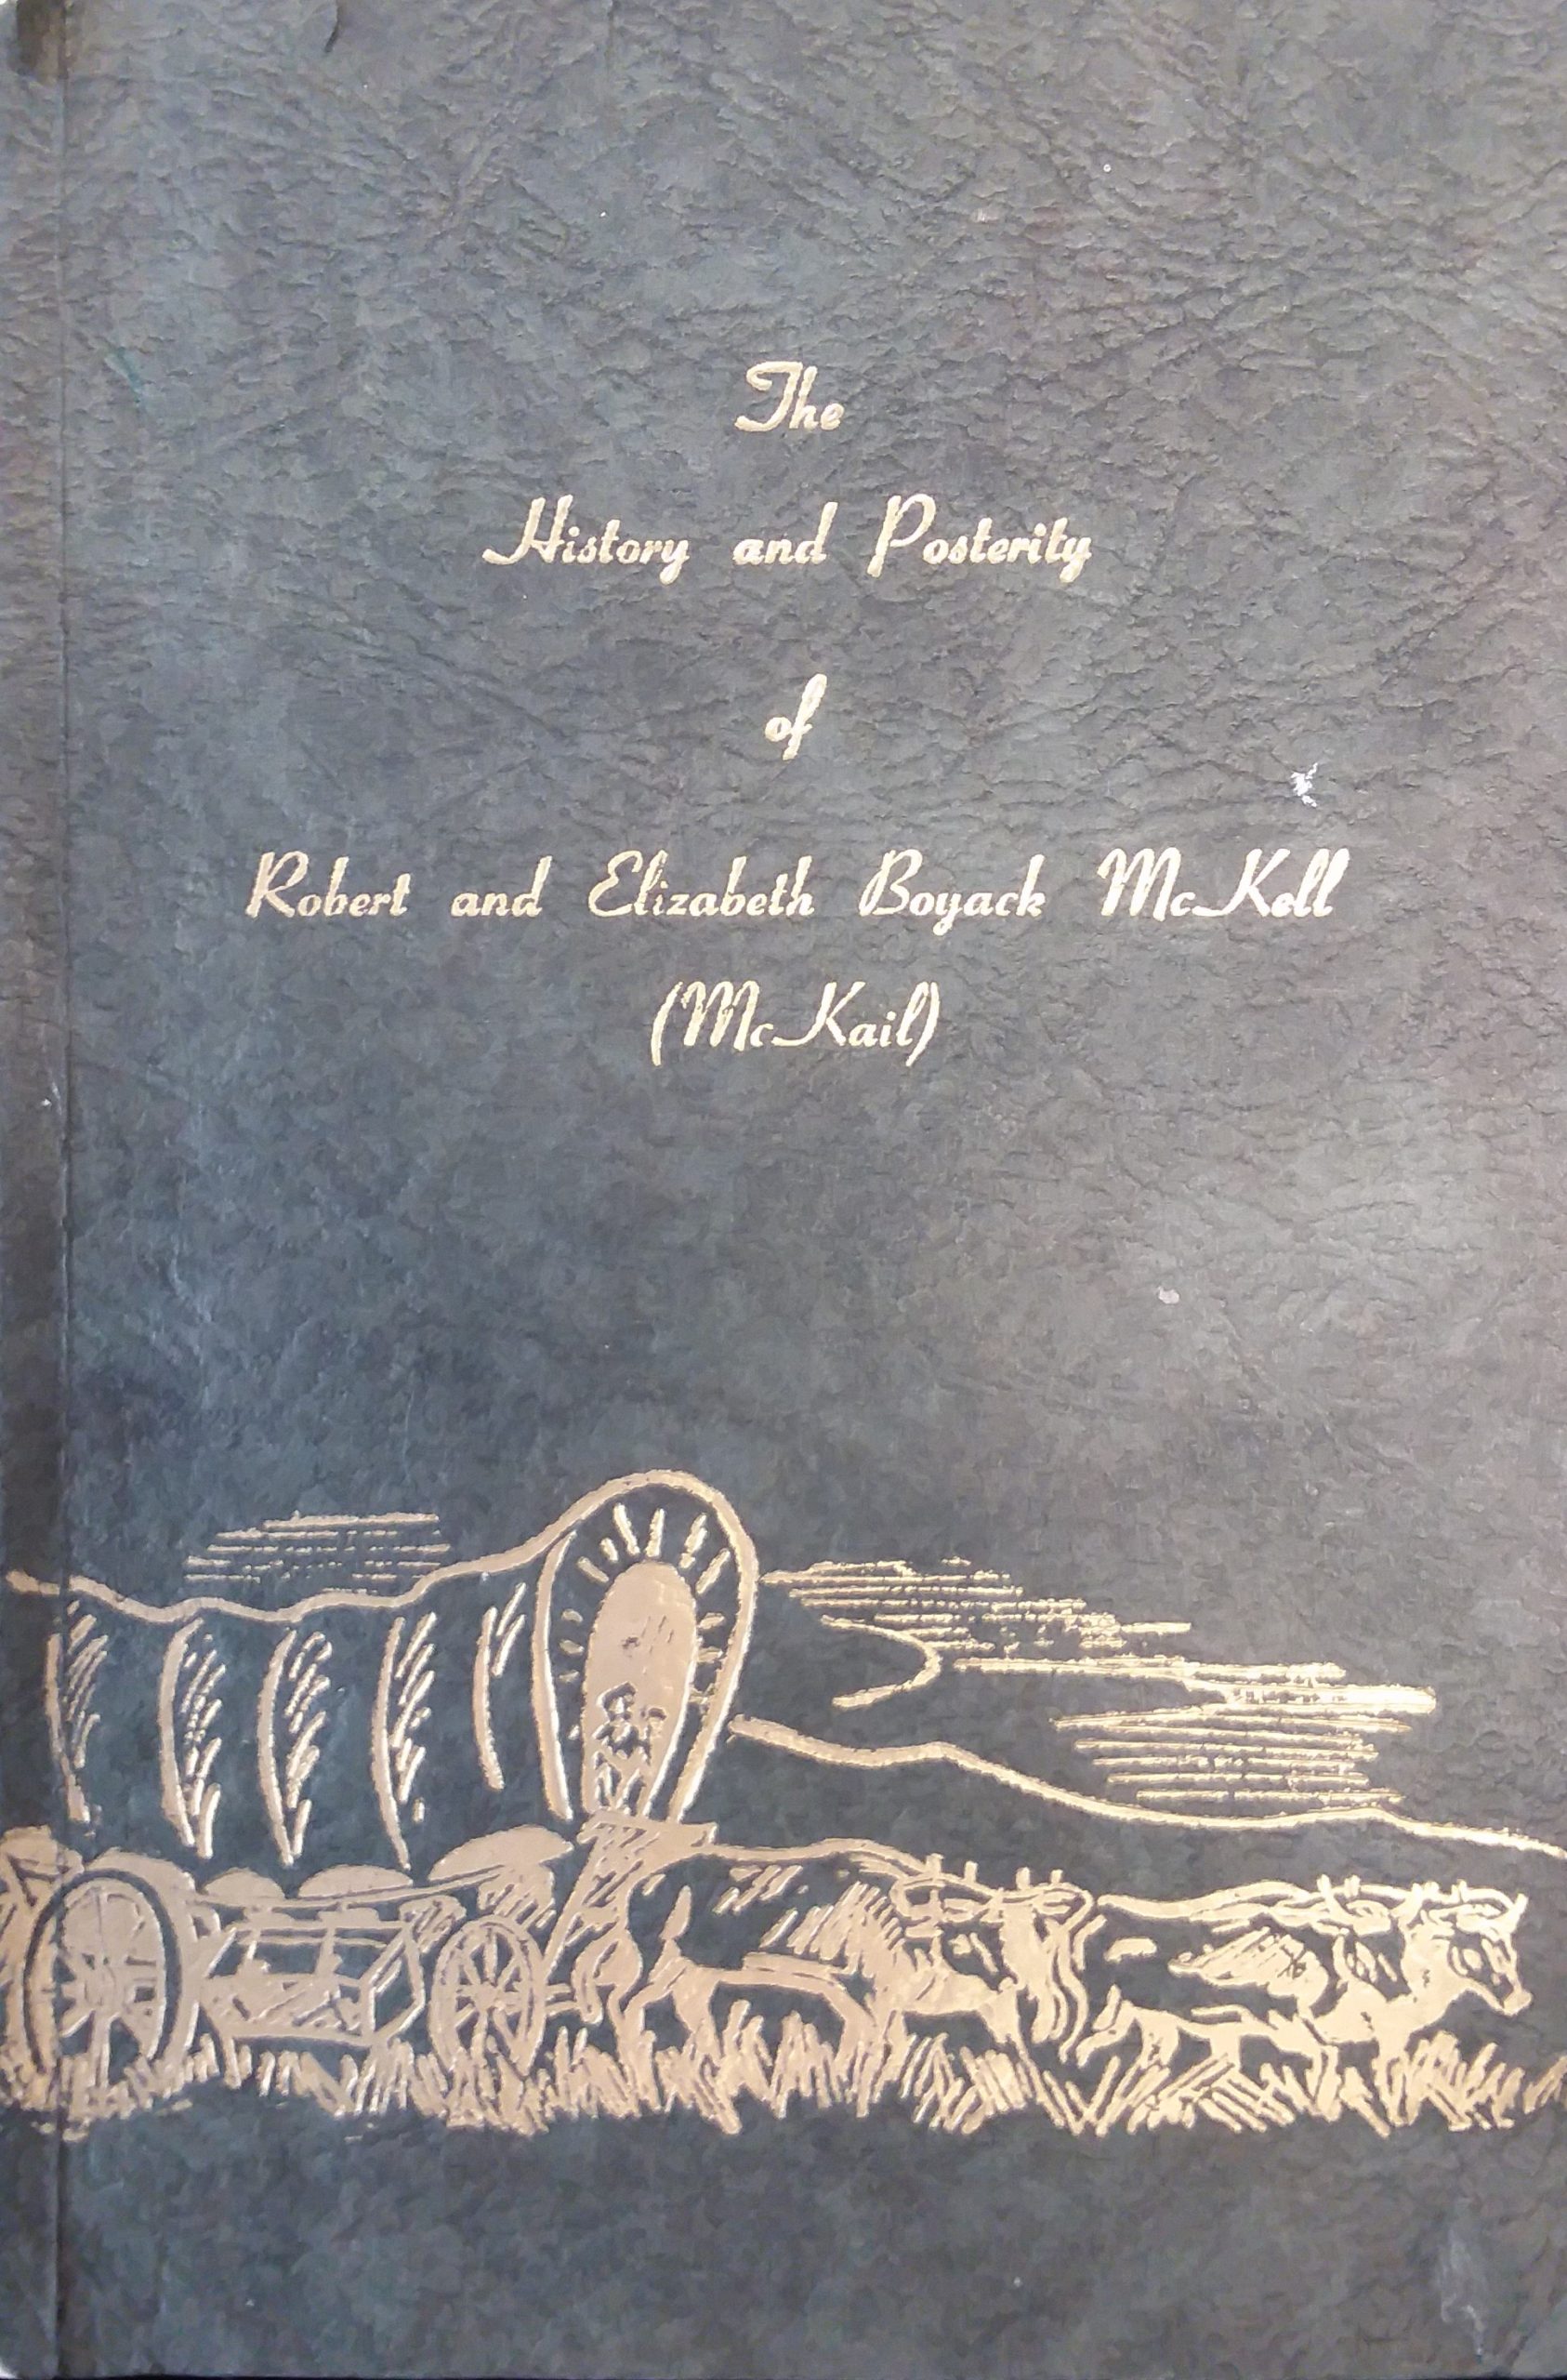 The
History and Posterity
of
Robert and Elizabeth Boyack McKell
(McKail)